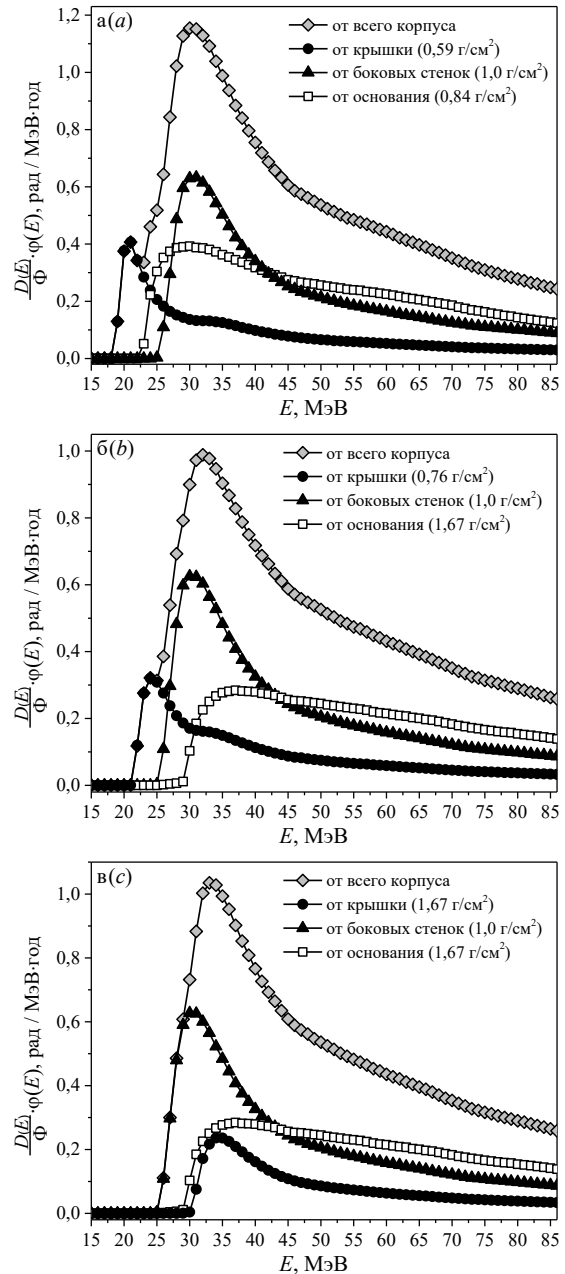 а(a)
от всего корпуса
от крышки (0,59 г/см²)
от боковых стенок (1,0 г/см²)
от основания (0,84 г/см²)
D(E)/Φ·φ(E), рад / МэВ·год
1,2
1,0
0,8
0,6
0,4
0,2
0,0
15 20 25 30 35 40 45 50 55 60 65 70 75 80 85
E, МэВ
б(b)
от всего корпуса
от крышки (0,76 г/см²)
от боковых стенок (1,0 г/см²)
от основания (1,67 г/см²)
D(E)/Φ·φ(E), рад / МэВ·год
1,0
0,8
0,6
0,4
0,2
0,0
15 20 25 30 35 40 45 50 55 60 65 70 75 80 85
E, МэВ
в(c)
от всего корпуса
от крышки (1,67 г/см²)
от боковых стенок (1,0 г/см²)
от основания (1,67 г/см²)
D(E)/Φ·φ(E), рад / МэВ·год
1,0
0,8
0,6
0,4
0,2
0,0
15 20 25 30 35 40 45 50 55 60 65 70 75 80 85
E, МэВ